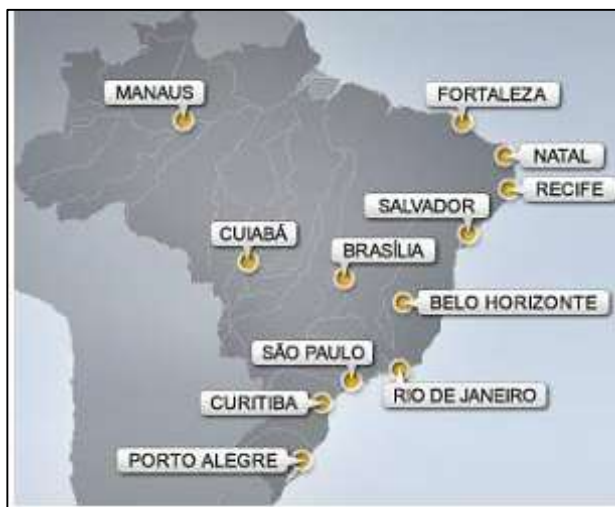 MANAUS
FORTALEZA
NATAL
RECIFE
SALVADOR
CUIABÁ
BRASÍLIA
BELO HORIZONTE
SÃO PAULO
RIO DE JANEIRO
CURITIBA
PORTO ALEGRE